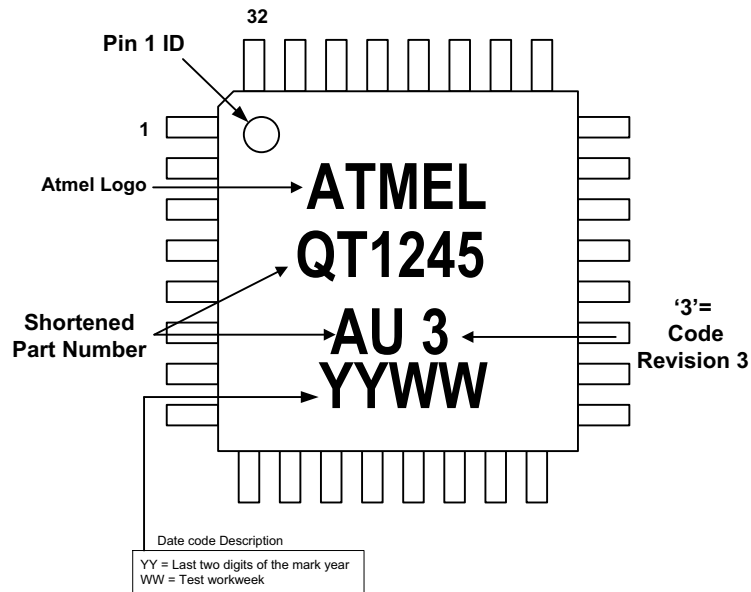 32
Pin 1 ID
1
Atmel Logo
ATMEL
QT1245
Shortened
Part Number
AU 3
‘3’=
Code
Revision 3
YYWW
Date code Description
YY = Last two digits of the mark year
WW = Test workweek